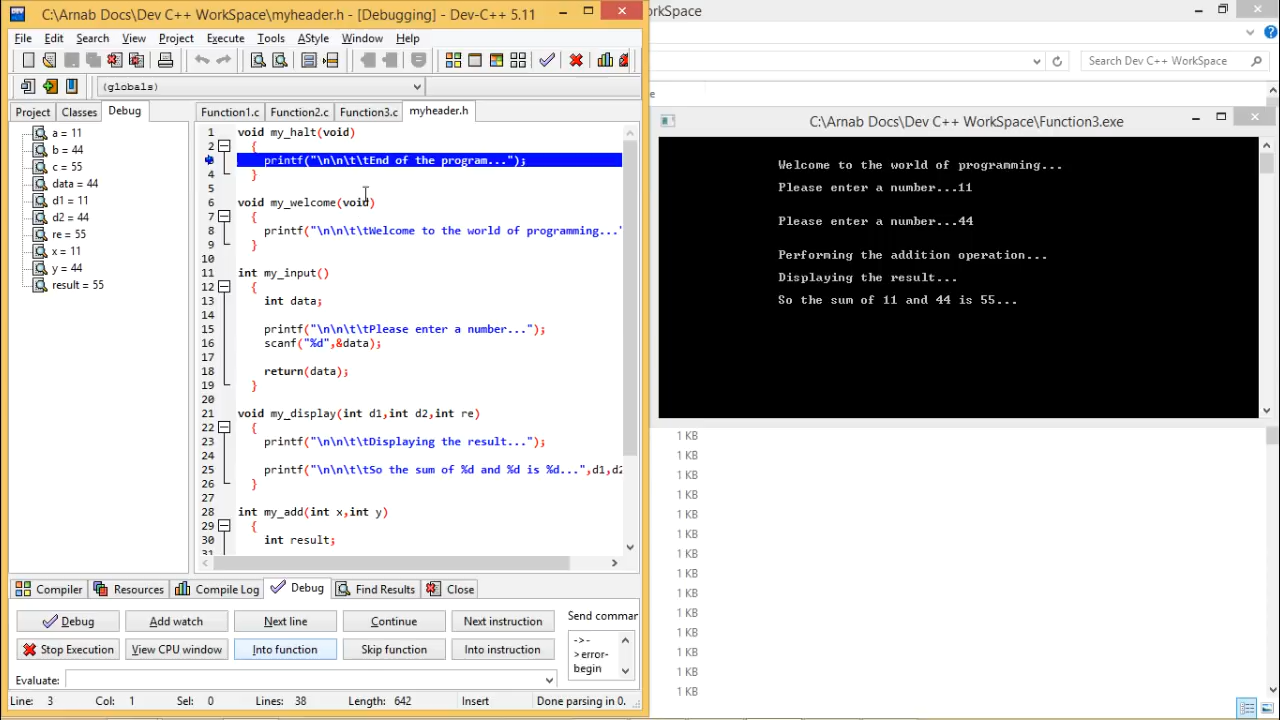 C:\Arnab Docs\Dev C++ WorkSpace\myheader.h - [Debugging] - Dev-C++ 5.11
rkSpace
File Edit Search View Project Execute Tools AStyle Window Help
Search Dev C++ WorkSpace
(globals)
e
Project Classes Debug
Function1.c Function2.c Function3.c myheader.h
C:\Arnab Docs\Dev C++ WorkSpace\Function3.exe
a = 11
b = 44
c = 55
data = 44
d1 = 11
d2 = 44
re = 55
x = 11
y = 44
result = 55
1 void my_halt(void)
2 {
3 printf("\n\n\t\tEnd of the program...");
4 }
5
6 void my_welcome(void)
7 {
8 printf("\n\n\t\tWelcome to the world of programming..."
9 }
10
11 int my_input()
12 {
13 int data;
14
15 printf("\n\n\t\tPlease enter a number...");
16 scanf("%d",&data);
17
18 return(data);
19 }
20
21 void my_display(int d1,int d2,int re)
22 {
23 printf("\n\n\t\tDisplaying the result...");
24
25 printf("\n\n\t\tSo the sum of %d and %d is %d...",d1,d2
26 }
27
28 int my_add(int x,int y)
29 {
30 int result;
31
Welcome to the world of programming...
Please enter a number...11
Please enter a number...44
Performing the addition operation...
Displaying the result...
So the sum of 11 and 44 is 55...
1 KB
1 KB
1 KB
1 KB
1 KB
1 KB
1 KB
1 KB
1 KB
1 KB
1 KB
1 KB
1 KB
1 KB
Compiler Resources Compile Log Debug Find Results Close
Debug Add watch Next line Continue Next instruction
Send commar
Stop Execution View CPU window Into function Skip function Into instruction
->->
>error-
begin
Evaluate:
Line: 3 Col: 1 Sel: 0 Lines: 38 Length: 642 Insert Done parsing in 0.